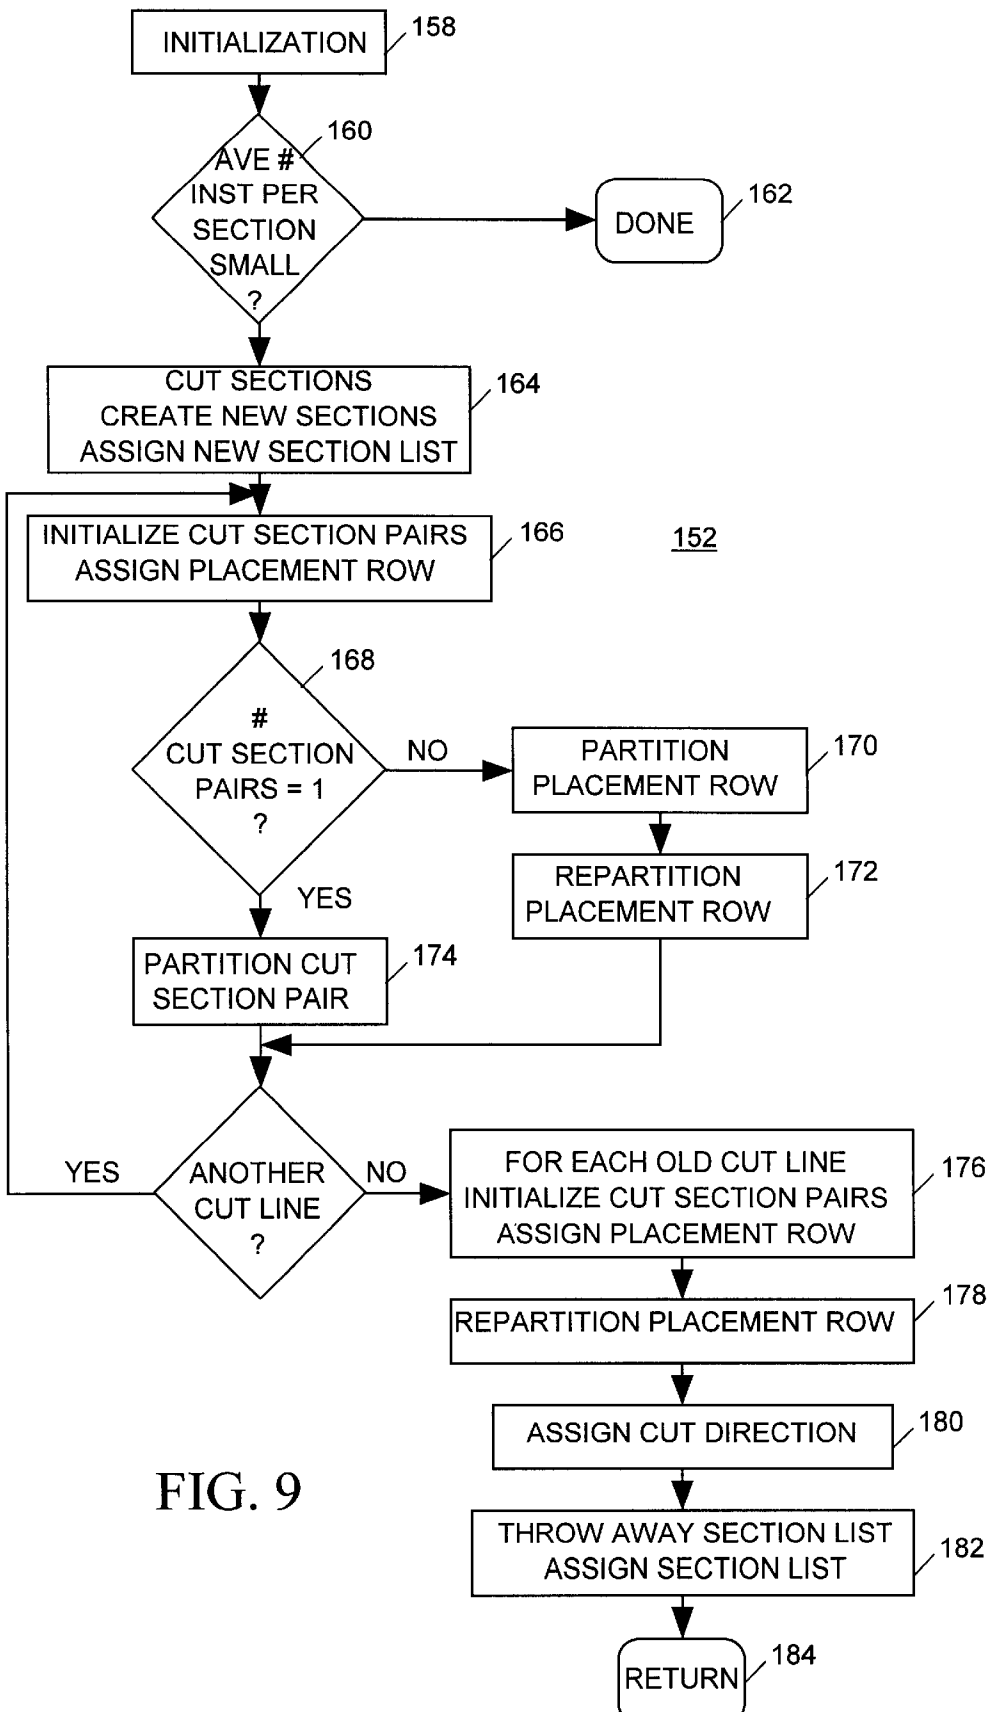 INITIALIZATION
158
160
AVE #
INST PER
SECTION
SMALL
?
DONE
162
CUT SECTIONS
CREATE NEW SECTIONS
ASSIGN NEW SECTION LIST
164
INITIALIZE CUT SECTION PAIRS
ASSIGN PLACEMENT ROW
166
152
168
#
CUT SECTION
PAIRS = 1
?
NO
PARTITION
PLACEMENT ROW
170
REPARTITION
PLACEMENT ROW
172
YES
PARTITION CUT
SECTION PAIR
174
YES
ANOTHER
CUT LINE
?
NO
FOR EACH OLD CUT LINE
INITIALIZE CUT SECTION PAIRS
ASSIGN PLACEMENT ROW
176
REPARTITION PLACEMENT ROW
178
ASSIGN CUT DIRECTION
180
THROW AWAY SECTION LIST
ASSIGN SECTION LIST
182
RETURN
184
FIG. 9